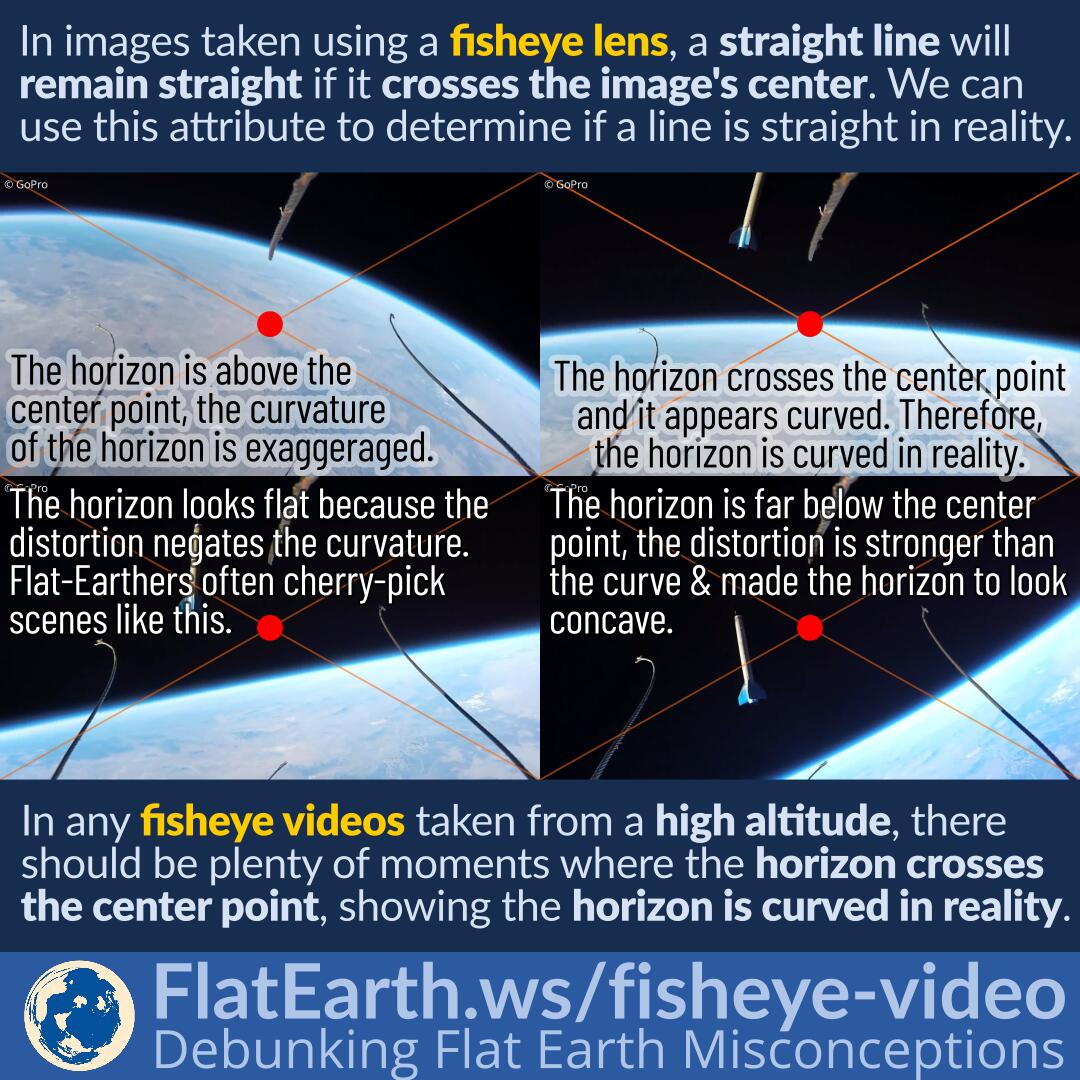 In images taken using a fisheye lens, a straight line will
remain straight if it crosses the image's center. We can
use this attribute to determine if a line is straight in reality.
© GoPro
The horizon is above the
center point, the curvature
of the horizon is exaggeraged.
© GoPro
The horizon crosses the center point
and it appears curved. Therefore,
the horizon is curved in reality.
© GoPro
The horizon looks flat because the
distortion negates the curvature.
Flat-Earthers often cherry-pick
scenes like this.
© GoPro
The horizon is far below the center
point, the distortion is stronger than
the curve & made the horizon to look
concave.
In any fisheye videos taken from a high altitude, there
should be plenty of moments where the horizon crosses
the center point, showing the horizon is curved in reality.
FlatEarth.ws/fisheye-video
Debunking Flat Earth Misconceptions